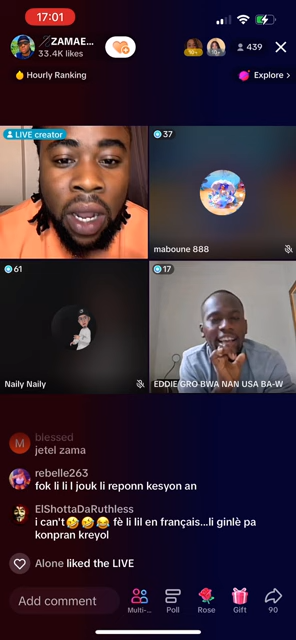 17:01
ZAMAE...
33.4K likes
439
Hourly Ranking
Explore >
LIVE creator
37
maboune 888
61
Naily Naily
17
EDDIE GRO BWA NAN USA BA-W
M
blessed
jetel zama
rebelle263
fok li li l jouk li reponn kesyon an
ElShottaDaRuthless
i can't🤣🤣😂 fè li lil en français...li ginlè pa
konpran kreyol
Alone liked the LIVE
Add comment
Multi-...
Poll
Rose
Gift
90